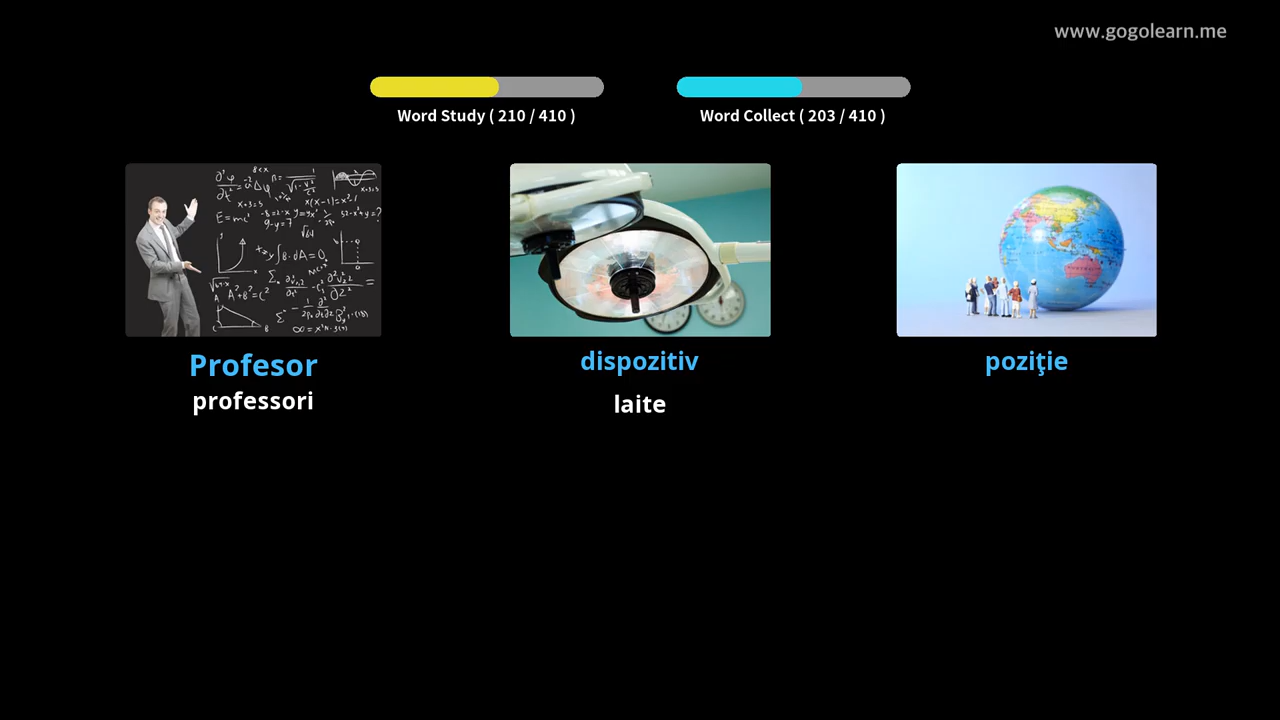 www.gogolearn.me
Word Study ( 210 / 410 )
Word Collect ( 203 / 410 )
Profesor
professori
dispozitiv
laite
poziţie